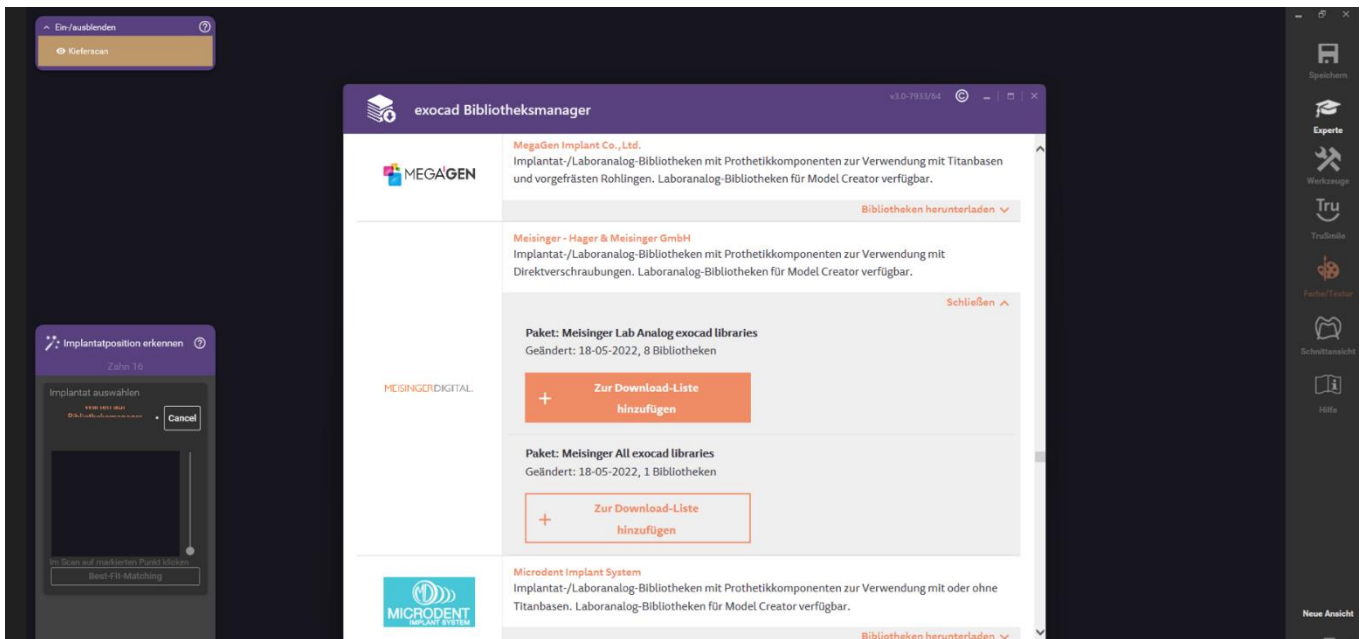 Ein-/ausblenden
Kieferscan
Implantatposition erkennen
Zahn 16
Implantat auswählen
Cancel
Im Scan auf markierten Punkt klicken
Best-Fit-Matching
exocad Bibliotheksmanager
v3.0-7933/64
MEGA'GEN
MegaGen Implant Co., Ltd.
Implantat-/Laboranalog-Bibliotheken mit Prothetikkomponenten zur Verwendung mit Titanbasen
und vorgefrästen Rohlingen. Laboranalog-Bibliotheken für Model Creator verfügbar.
Bibliotheken herunterladen
MEISINGERDIGITAL.
Meisinger - Hager & Meisinger GmbH
Implantat-/Laboranalog-Bibliotheken mit Prothetikkomponenten zur Verwendung mit
Direktverschraubungen. Laboranalog-Bibliotheken für Model Creator verfügbar.
Schließen
Paket: Meisinger Lab Analog exocad libraries
Geändert: 18-05-2022, 8 Bibliotheken
+ Zur Download-Liste
hinzufügen
Paket: Meisinger All exocad libraries
Geändert: 18-05-2022, 1 Bibliotheken
+ Zur Download-Liste
hinzufügen
MICRODENT
IMPLANT SYSTEM
Microdent Implant System
Implantat-/Laboranalog-Bibliotheken mit Prothetikkomponenten zur Verwendung mit oder ohne
Titanbasen. Laboranalog-Bibliotheken für Model Creator verfügbar.
Bibliotheken herunterladen
Speichern
Experte
Werkzeuge
Tru
TruSmile
Farbe/Textur
Schnittansicht
Hilfe
Neue Ansicht